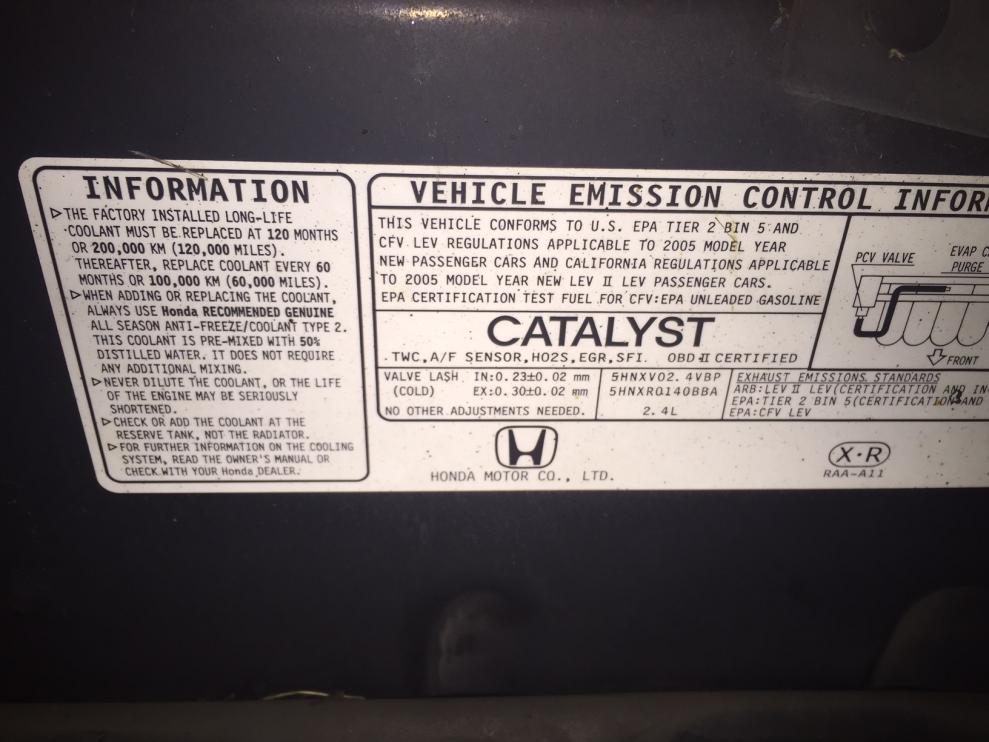 INFORMATION
▷THE FACTORY INSTALLED LONG-LIFE
COOLANT MUST BE REPLACED AT 120 MONTHS
OR 200,000 KM (120,000 MILES).
THEREAFTER, REPLACE COOLANT EVERY 60
MONTHS OR 100,000 KM (60,000 MILES).
▷WHEN ADDING OR REPLACING THE COOLANT,
ALWAYS USE Honda RECOMMENDED GENUINE
ALL SEASON ANTI-FREEZE/COOLANT TYPE 2.
THIS COOLANT IS PRE-MIXED WITH 50%
DISTILLED WATER. IT DOES NOT REQUIRE
ANY ADDITIONAL MIXING.
▷NEVER DILUTE THE COOLANT, OR THE LIFE
OF THE ENGINE MAY BE SERIOUSLY
SHORTENED.
▷CHECK OR ADD THE COOLANT AT THE
RESERVE TANK, NOT THE RADIATOR.
▷FOR FURTHER INFORMATION ON THE COOLING
SYSTEM, READ THE OWNER'S MANUAL OR
CHECK WITH YOUR Honda DEALER.
VEHICLE EMISSION CONTROL INFOR
THIS VEHICLE CONFORMS TO U.S. EPA TIER 2 BIN 5 AND
CFV LEV REGULATIONS APPLICABLE TO 2005 MODEL YEAR
NEW PASSENGER CARS AND CALIFORNIA REGULATIONS APPLICABLE
TO 2005 MODEL YEAR NEW LEV II LEV PASSENGER CARS.
EPA CERTIFICATION TEST FUEL FOR CFV:EPA UNLEADED GASOLINE
CATALYST
TWC,A/F SENSOR,HO2S,EGR,SFI. OBD II CERTIFIED
VALVE LASH IN:0.23±0.02 mm
(COLD) EX:0.30±0.02 mm
NO OTHER ADJUSTMENTS NEEDED.
5HNXV02.4VBP
5HNXR0140BBA
2.4L
EXHAUST EMISSIONS STANDARDS
ARB:LEV II LEV(CERTIFICATION AND IN-
EPA:TIER 2 BIN 5(CERTIFICATION AND
EPA:CFV LEV
PCV VALVE
EVAP C
PURGE
FRONT
HONDA MOTOR CO., LTD.
X·R
RAA-A11